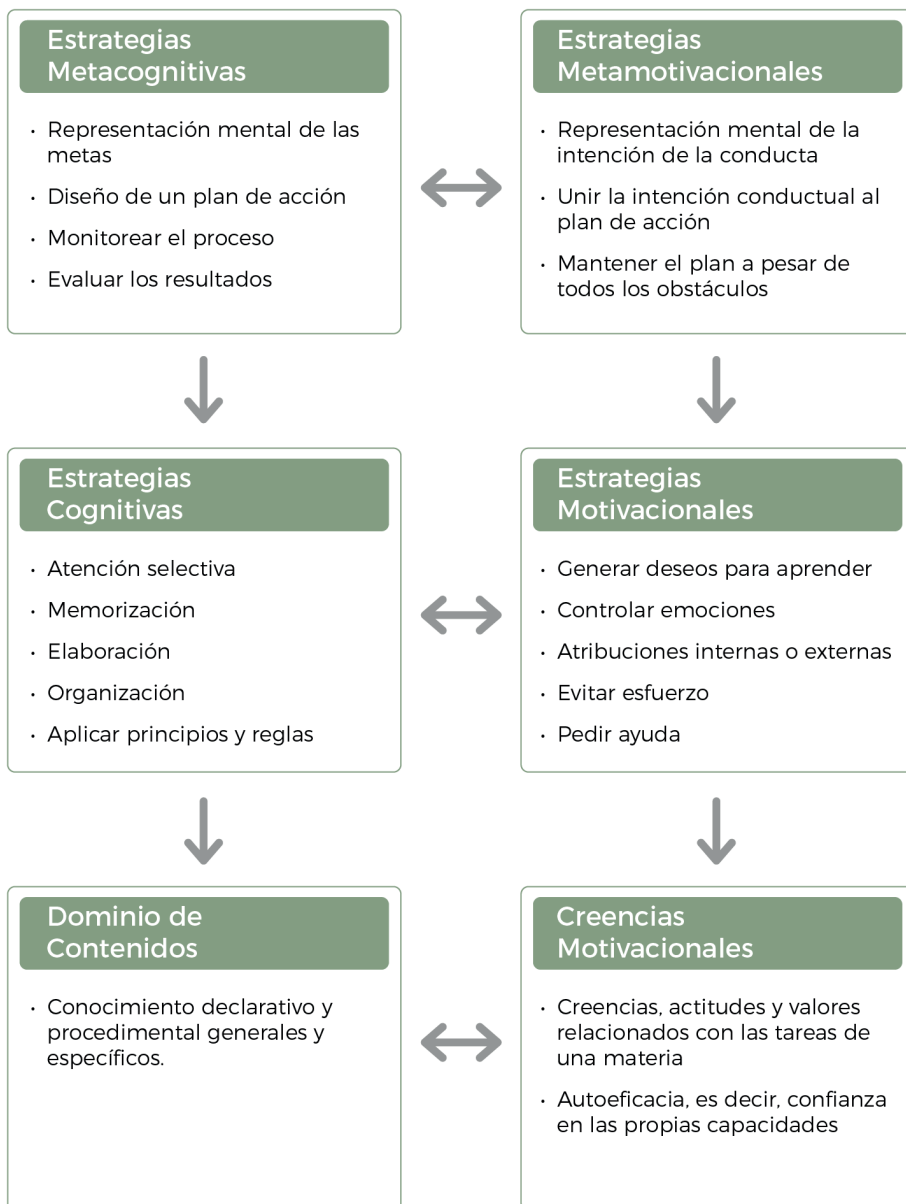 Estrategias
Metacognitivas
· Representación mental de las
metas
· Diseño de un plan de acción
· Monitorear el proceso
· Evaluar los resultados
Estrategias
Metamotivacionales
· Representación mental de la
intención de la conducta
· Unir la intención conductual al
plan de acción
· Mantener el plan a pesar de
todos los obstáculos
Estrategias
Cognitivas
· Atención selectiva
· Memorización
· Elaboración
· Organización
· Aplicar principios y reglas
Estrategias
Motivacionales
· Generar deseos para aprender
· Controlar emociones
· Atribuciones internas o externas
· Evitar esfuerzo
· Pedir ayuda
Dominio de
Contenidos
· Conocimiento declarativo y
procedimental generales y
específicos.
Creencias
Motivacionales
· Creencias, actitudes y valores
relacionados con las tareas de
una materia
· Autoeficacia, es decir, confianza
en las propias capacidades